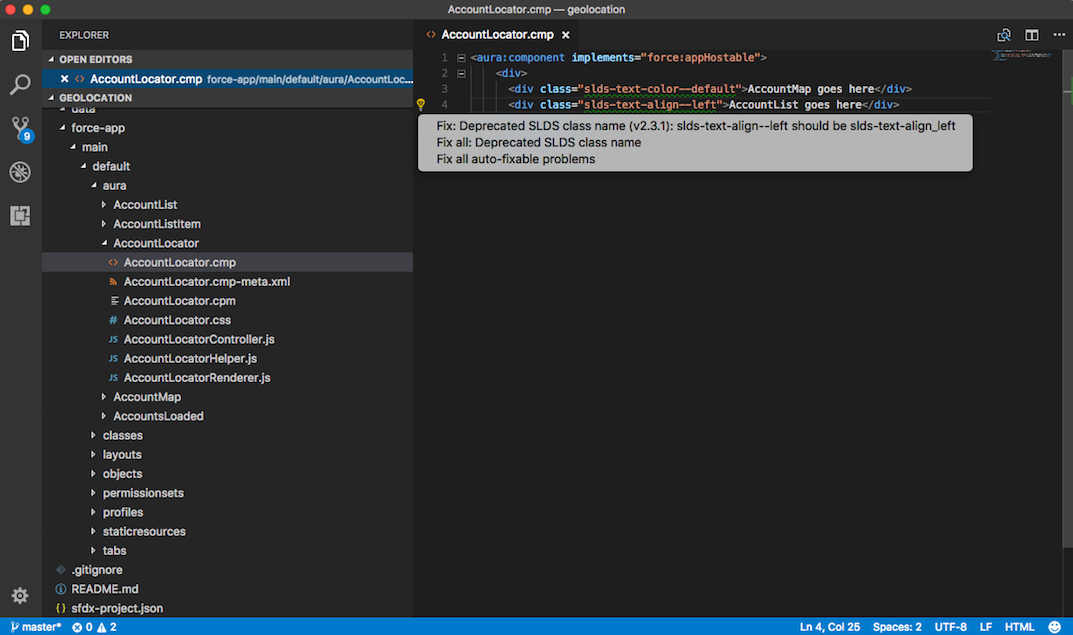 AccountLocator.cmp — geolocation
EXPLORER
OPEN EDITORS
AccountLocator.cmp force-app/main/default/aura/AccountLoc...
GEOLOCATION
data
force-app
main
default
aura
AccountList
AccountListItem
AccountLocator
<> AccountLocator.cmp
AccountLocator.cmp-meta.xml
AccountLocator.cpm
# AccountLocator.css
JS AccountLocatorController.js
JS AccountLocatorHelper.js
JS AccountLocatorRenderer.js
AccountMap
AccountsLoaded
classes
layouts
objects
permissionsets
profiles
staticresources
tabs
.gitignore
README.md
{} sfdx-project.json
9
<> AccountLocator.cmp
1 <aura:component implements="force:appHostable">
2 <div>
3 <div class="slds-text-color--default">AccountMap goes here</div>
4 <div class="slds-text-align--left">AccountList goes here</div>
Fix: Deprecated SLDS class name (v2.3.1): slds-text-align--left should be slds-text-align_left
Fix all: Deprecated SLDS class name
Fix all auto-fixable problems
master* 0 2
Ln 4, Col 25 Spaces: 2 UTF-8 LF HTML